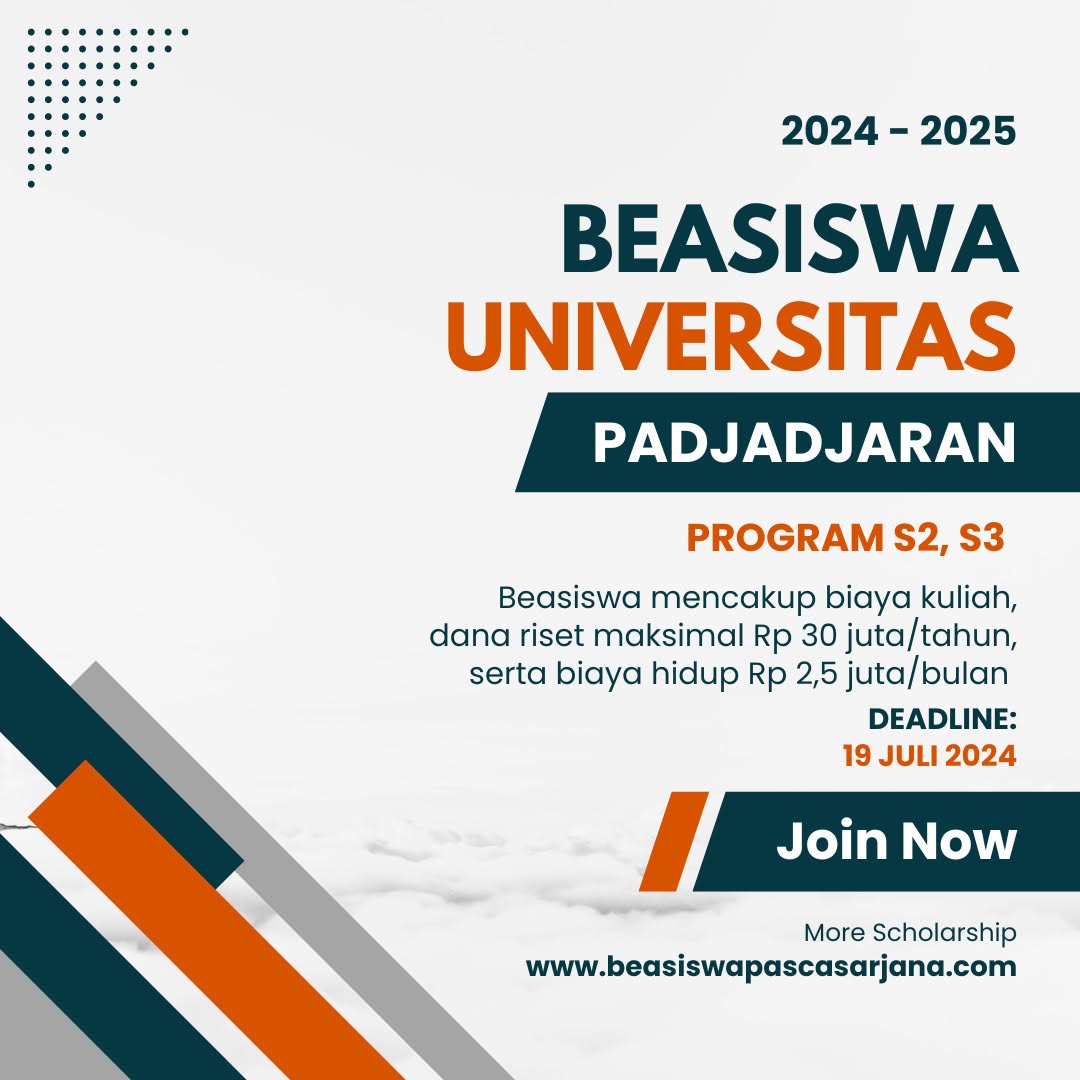 2024 - 2025
BEASISWA
UNIVERSITAS
PADJADJARAN
PROGRAM S2, S3
Beasiswa mencakup biaya kuliah,
dana riset maksimal Rp 30 juta/tahun,
serta biaya hidup Rp 2,5 juta/bulan
DEADLINE:
19 JULI 2024
Join Now
More Scholarship
www.beasiswapascasarjana.com